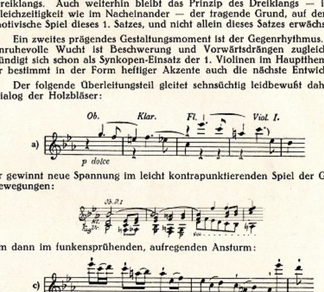 reiklangs. Auch weiterhin bleibt das Prinzip des Dreiklangs — i
leichzeitigkeit wie im Nacheinander — der tragende Grund, auf de
otivische Spiel dieses 1. Satzes, und nicht allein dieses Satzes erwächs
Ein zweites prägendes Gestaltungsmoment ist der Gegenrhythmus.
nruhevolle Wucht ist Beschwerung und Vorwärtsdrängen zugleic
ündigt sich schon als Synkopen-Einsatz der 1. Violinen im Hauptthem
r bestimmt in der Form heftiger Akzente auch die nächste Entwic
Der folgende Überleitungsteil gleitet sehnsüchtig leidbewußt dah
ialog der Holzbläser:
Ob. Klar. Fl. Viol. I.
a)
p dolce
r gewinnt neue Spannung im leicht kontrapunktierenden Spiel der G
ewegungen:
m dann im funkensprühenden, aufregenden Ansturm:
c)